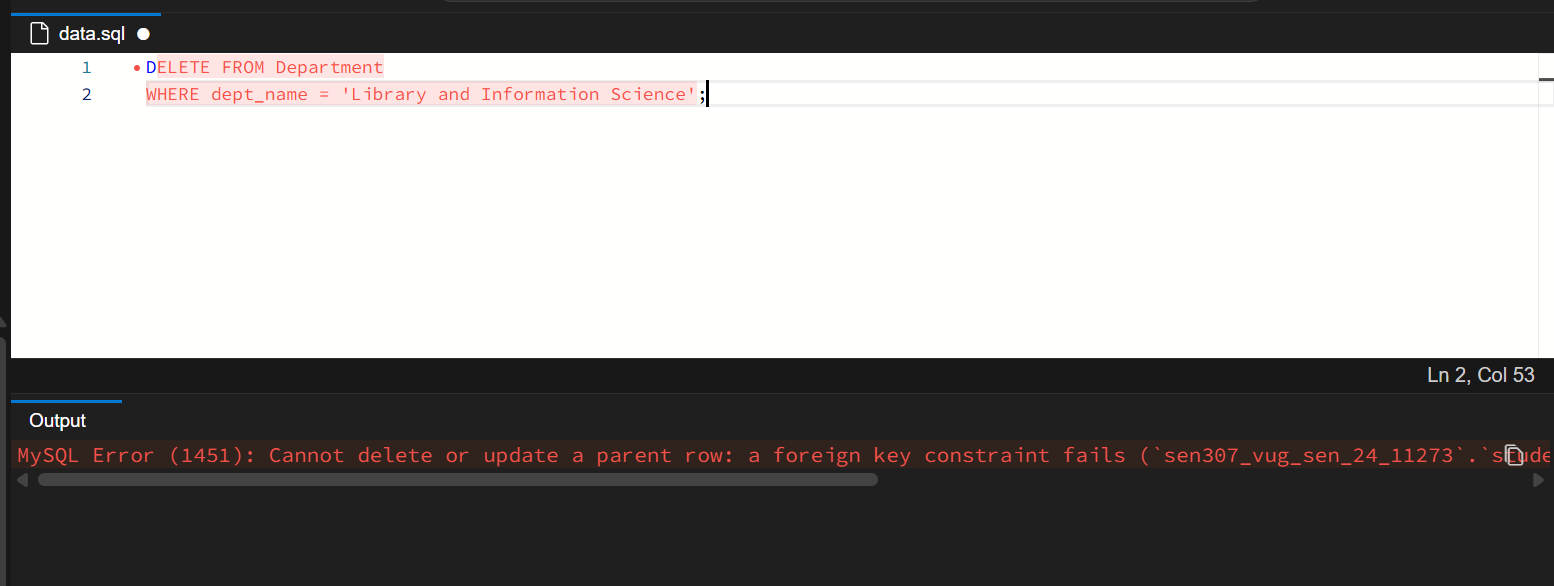 data.sql
1 DELETE FROM Department
2 WHERE dept_name = 'Library and Information Science';
Ln 2, Col 53
Output
MySQL Error (1451): Cannot delete or update a parent row: a foreign key constraint fails (`sen307_vug_sen_24_11273`.`stude